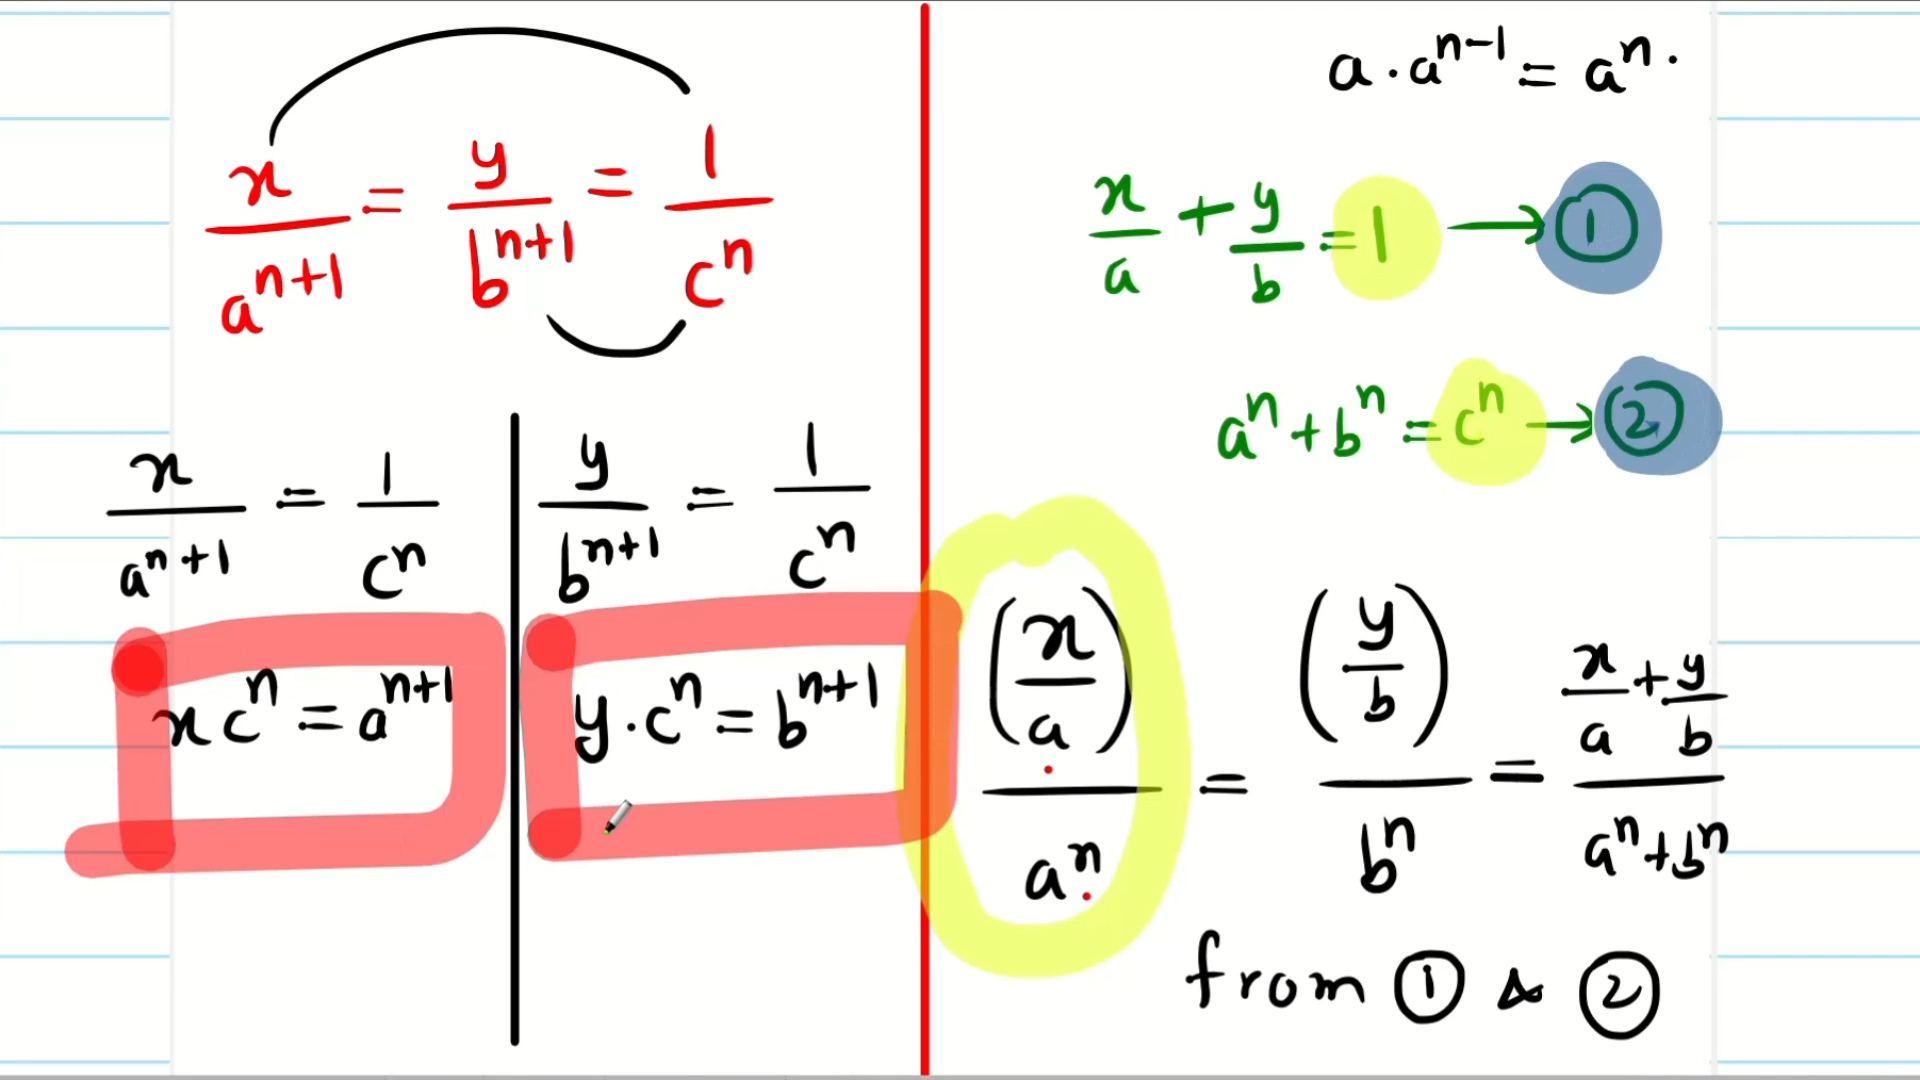 x/a^(n+1) = y/b^(n+1) = 1/c^n
x/a^(n+1) = 1/c^n
x c^n = a^(n+1)
y/b^(n+1) = 1/c^n
y · c^n = b^(n+1)
a · a^(n-1) = a^n ·
x/a + y/b = 1 → ①
a^n + b^n = c^n → ②
(x/a)/a^n = (y/b)/b^n = (x/a + y/b)/(a^n + b^n)
from ① & ②